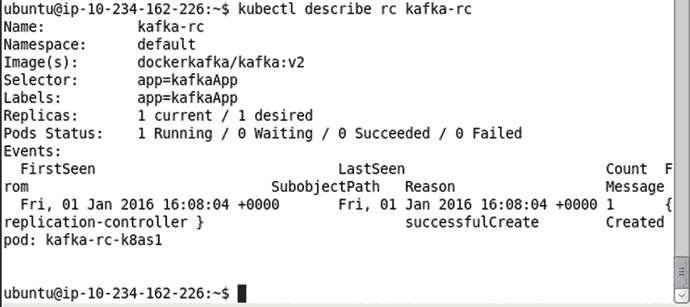 ubuntu@ip-10-234-162-226:~$ kubectl describe rc kafka-rc
Name:           kafka-rc
Namespace:      default
Image(s):       dockerkafka/kafka:v2
Selector:       app=kafkaApp
Labels:         app=kafkaApp
Replicas:       1 current / 1 desired
Pods Status:    1 Running / 0 Waiting / 0 Succeeded / 0 Failed
Events:
  FirstSeen                             LastSeen                        Count   F
rom                             SubobjectPath   Reason                  Message
  Fri, 01 Jan 2016 16:08:04 +0000       Fri, 01 Jan 2016 16:08:04 +0000 1       {
replication-controller }                        successfulCreate        Created
pod: kafka-rc-k8as1
ubuntu@ip-10-234-162-226:~$